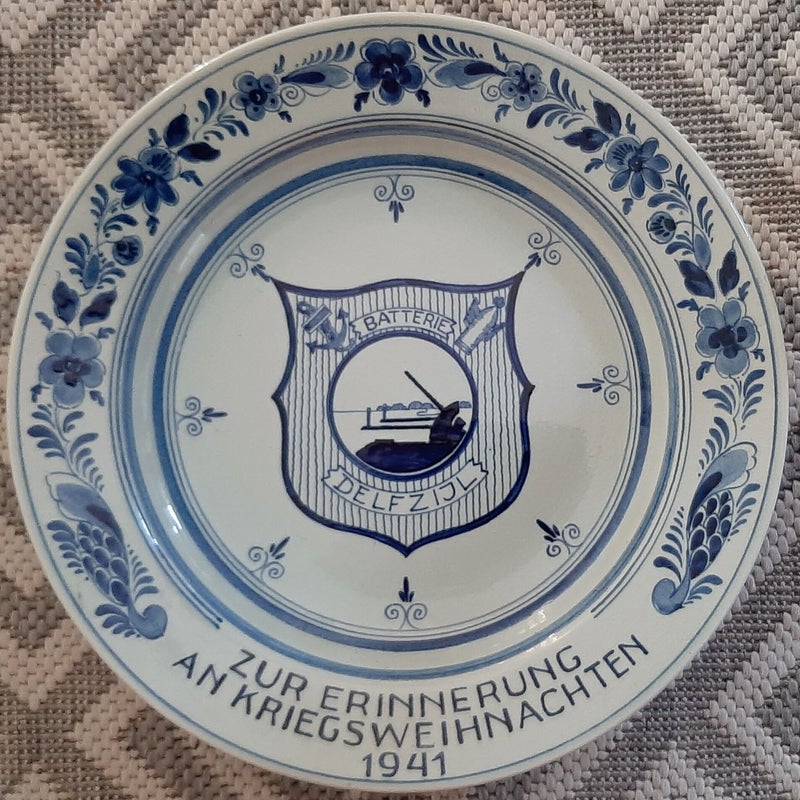 BATTERIE
DELFZIJL
ZUR ERINNERUNG
AN KRIEGSWEIHNACHTEN
1941